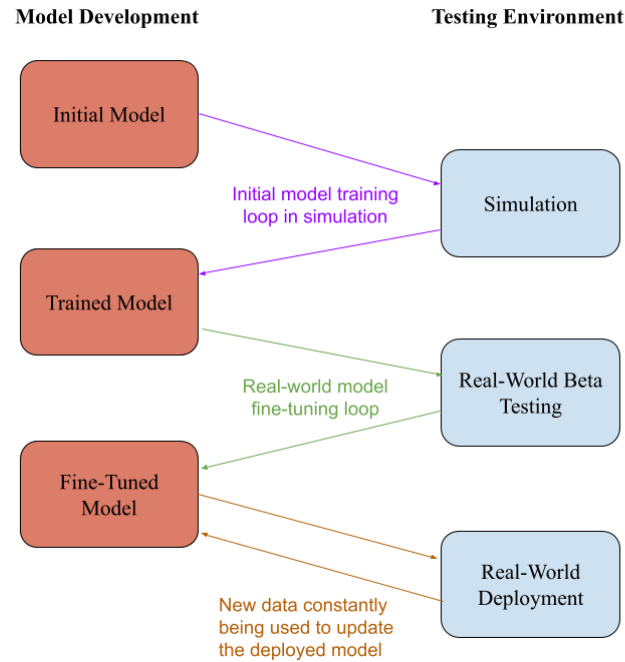 Model Development
Testing Environment
Initial Model
Initial model training
loop in simulation
Simulation
Trained Model
Real-world model
fine-tuning loop
Real-World Beta
Testing
Fine-Tuned
Model
Real-World
Deployment
New data constantly
being used to update
the deployed model